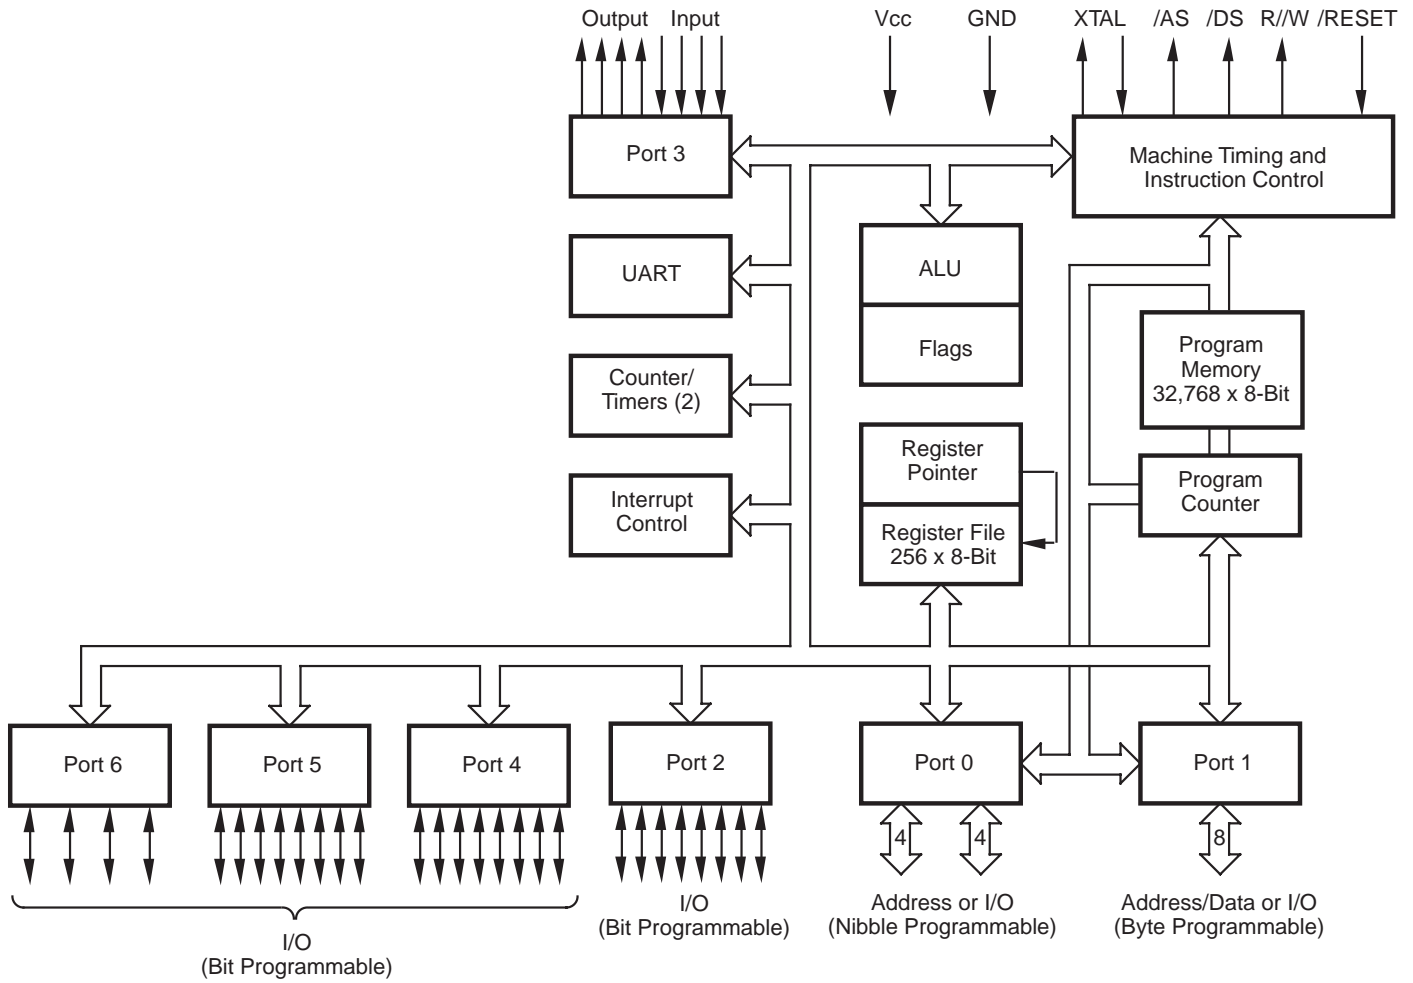 Output Input Vcc GND XTAL /AS /DS R//W /RESET
Port 3
Machine Timing and
Instruction Control
UART
ALU
Flags
Counter/
Timers (2)
Program
Memory
32,768 x 8-Bit
Interrupt
Control
Register
Pointer
Register File
256 x 8-Bit
Program
Counter
Port 6
Port 5
Port 4
Port 2
Port 0
Port 1
4
4
8
I/O
(Bit Programmable)
I/O
(Bit Programmable)
Address or I/O
(Nibble Programmable)
Address/Data or I/O
(Byte Programmable)